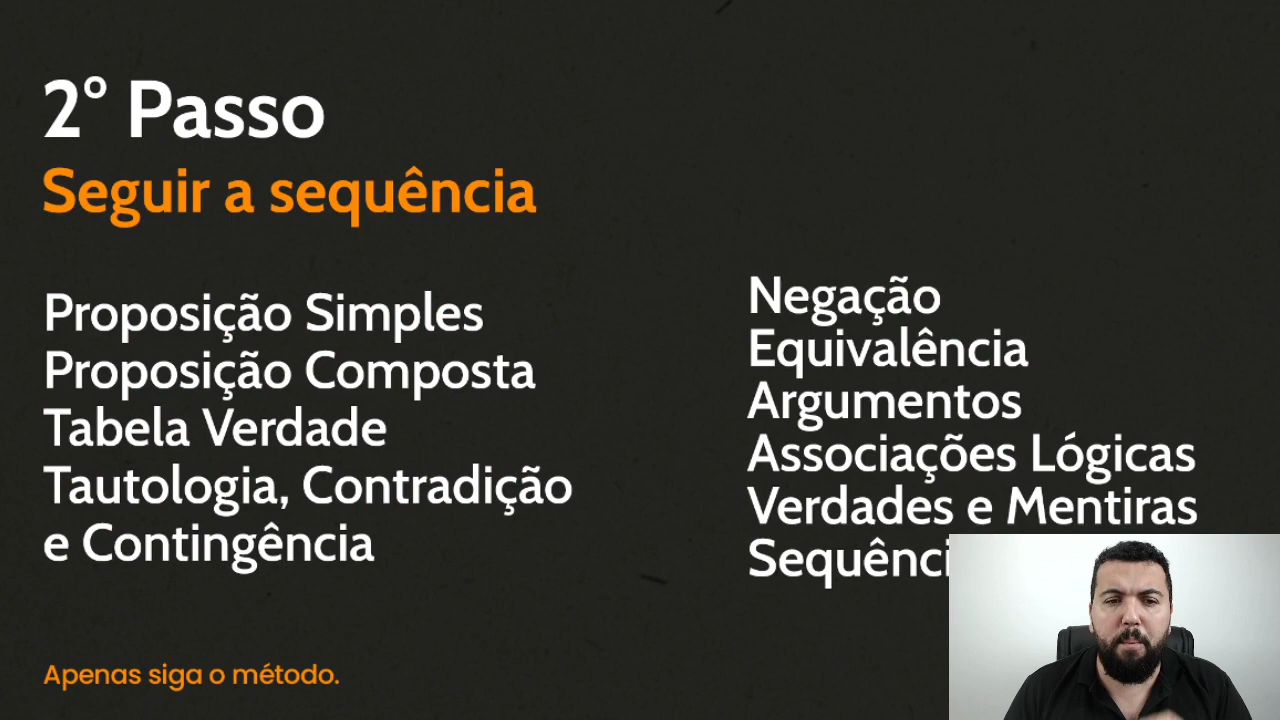 2° Passo
Seguir a sequência
Proposição Simples
Proposição Composta
Tabela Verdade
Tautologia, Contradição
e Contingência
Negação
Equivalência
Argumentos
Associações Lógicas
Verdades e Mentiras
Apenas siga o método.